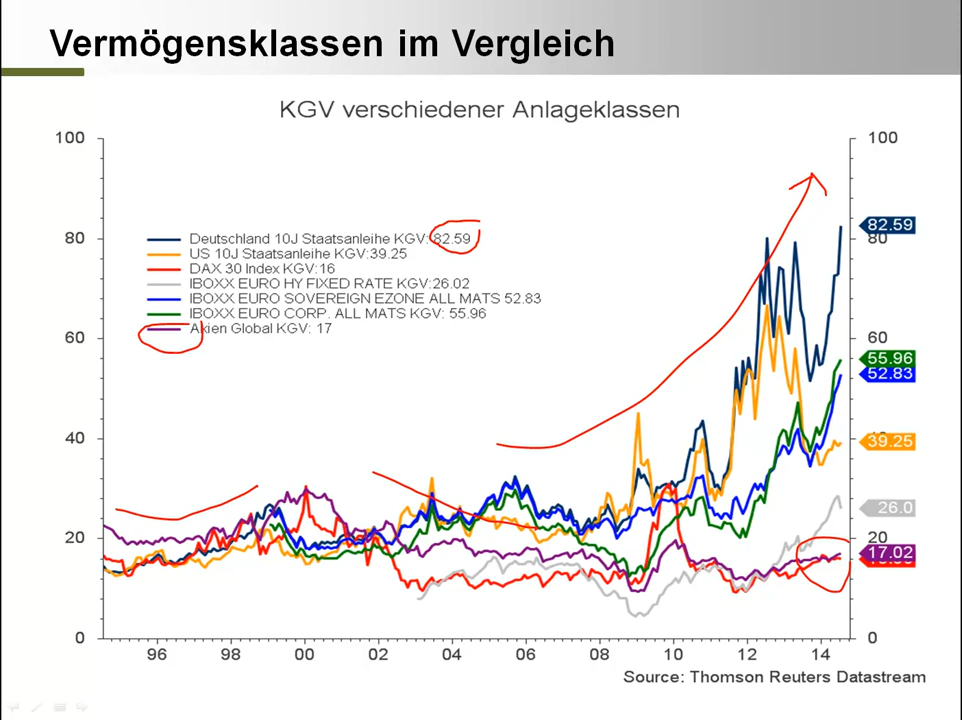 Vermögensklassen im Vergleich
KGV verschiedener Anlageklassen
100
80
60
40
20
0
Deutschland 10J Staatsanleihe KGV: 82.59
US 10J Staatsanleihe KGV:39.25
DAX 30 Index KGV:16
IBOXX EURO HY FIXED RATE KGV:26.02
IBOXX EURO SOVEREIGN EZONE ALL MATS 52.83
IBOXX EURO CORP. ALL MATS KGV: 55.96
Akien Global KGV: 17
100
82.59
80
60
55.96
52.83
39.25
26.0
20
17.02
0
96 98 00 02 04 06 08 10 12 14
Source: Thomson Reuters Datastream